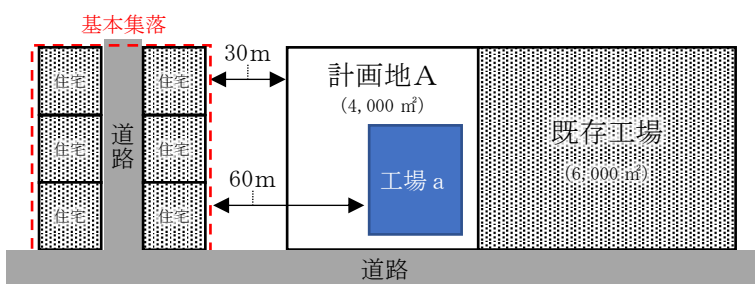 基本集落
住宅
住宅
30m
計画地A
(4,000 ㎡)
道路
住宅
住宅
既存工場
(6,000 ㎡)
60m
工場 a
住宅
住宅
道路